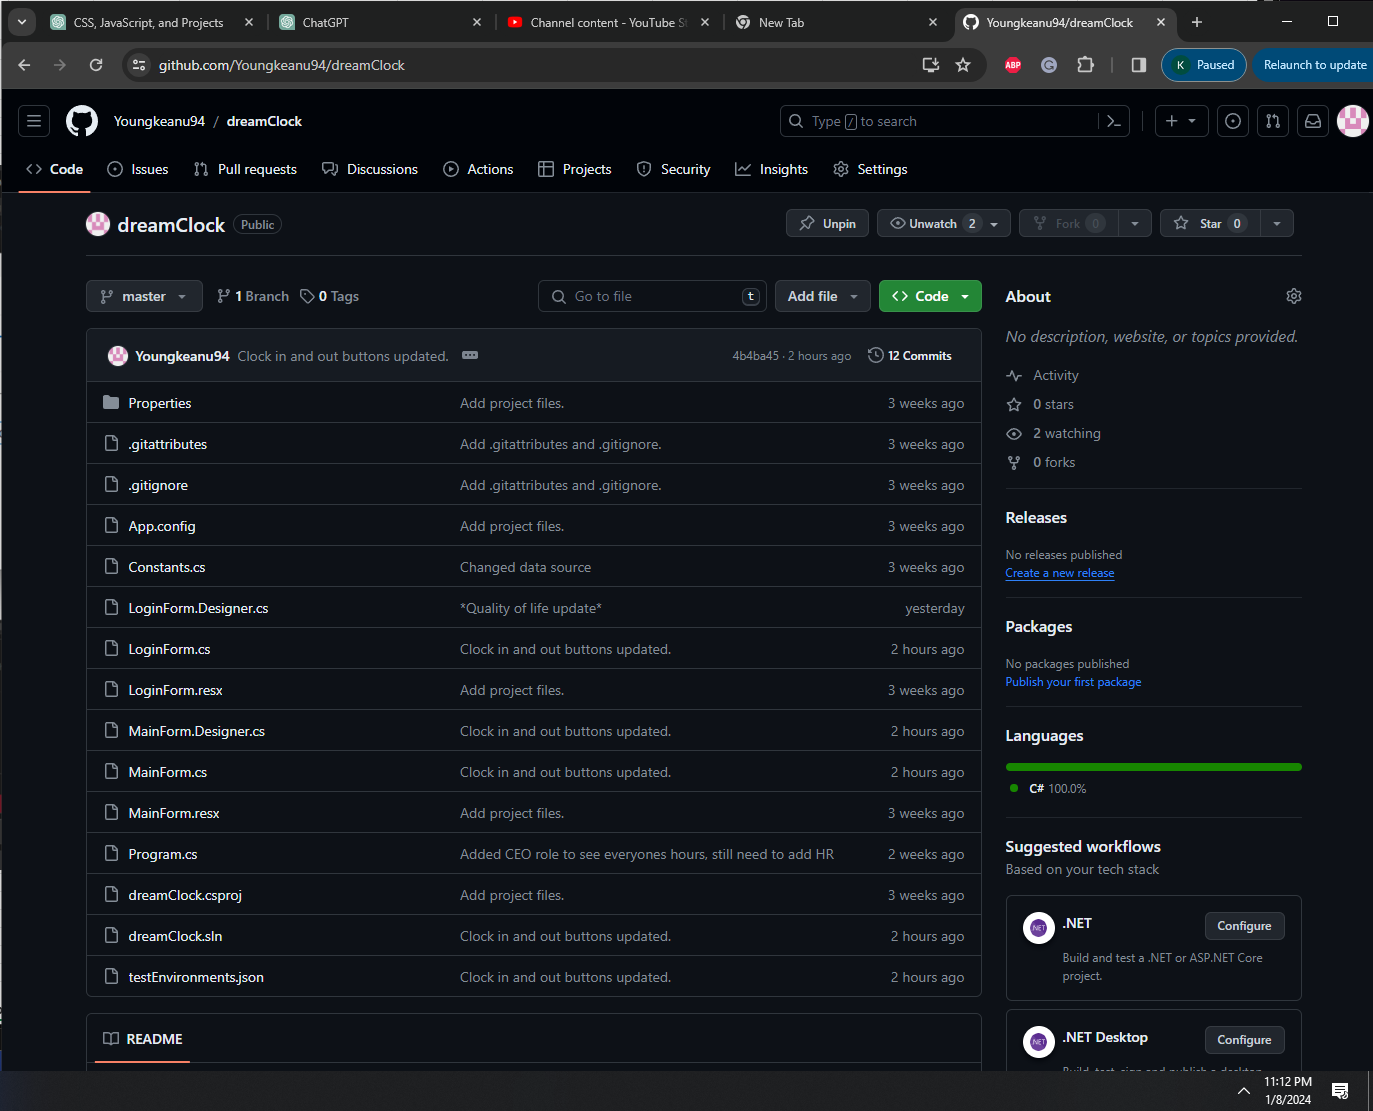 CSS, JavaScript, and Projects
ChatGPT
Channel content - YouTube St
New Tab
Youngkeanu94/dreamClock
github.com/Youngkeanu94/dreamClock
ABP
G
K Paused
Relaunch to update
Youngkeanu94 / dreamClock
Type / to search
Code
Issues
Pull requests
Discussions
Actions
Projects
Security
Insights
Settings
dreamClock Public
Unpin
Unwatch 2
Fork 0
Star 0
master
1 Branch
0 Tags
Go to file t
Add file
Code
Youngkeanu94 Clock in and out buttons updated.
4b4ba45 · 2 hours ago
12 Commits
Properties Add project files. 3 weeks ago
.gitattributes Add .gitattributes and .gitignore. 3 weeks ago
.gitignore Add .gitattributes and .gitignore. 3 weeks ago
App.config Add project files. 3 weeks ago
Constants.cs Changed data source 3 weeks ago
LoginForm.Designer.cs *Quality of life update* yesterday
LoginForm.cs Clock in and out buttons updated. 2 hours ago
LoginForm.resx Add project files. 3 weeks ago
MainForm.Designer.cs Clock in and out buttons updated. 2 hours ago
MainForm.cs Clock in and out buttons updated. 2 hours ago
MainForm.resx Add project files. 3 weeks ago
Program.cs Added CEO role to see everyones hours, still need to add HR 2 weeks ago
dreamClock.csproj Add project files. 3 weeks ago
dreamClock.sln Clock in and out buttons updated. 2 hours ago
testEnvironments.json Clock in and out buttons updated. 2 hours ago
README
About
No description, website, or topics provided.
Activity
0 stars
2 watching
0 forks
Releases
No releases published
Create a new release
Packages
No packages published
Publish your first package
Languages
C# 100.0%
Suggested workflows
Based on your tech stack
.NET
.NET
Configure
Build and test a .NET or ASP.NET Core
project.
.NET
.NET Desktop
Configure
Build, test, sign and publish a desktop
11:12 PM
1/8/2024